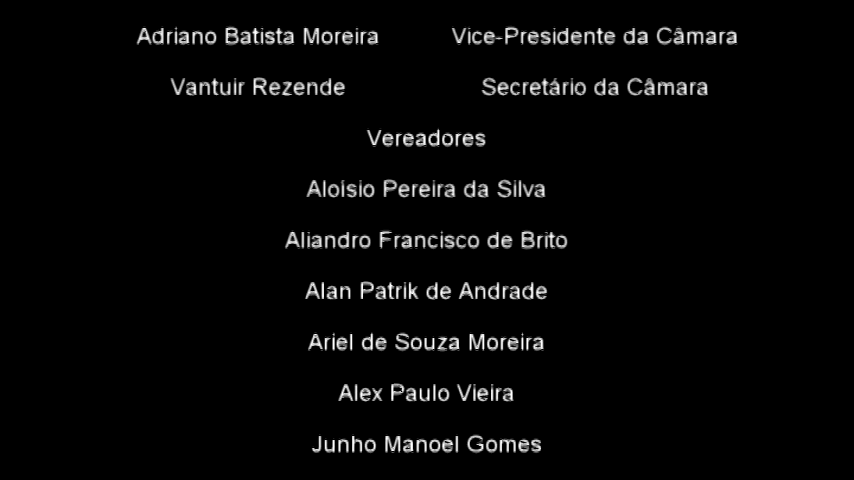 Adriano Batista Moreira Vice-Presidente da Câmara
Vantuir Rezende Secretário da Câmara
Vereadores
Aloísio Pereira da Silva
Aliandro Francisco de Brito
Alan Patrik de Andrade
Ariel de Souza Moreira
Alex Paulo Vieira
Junho Manoel Gomes